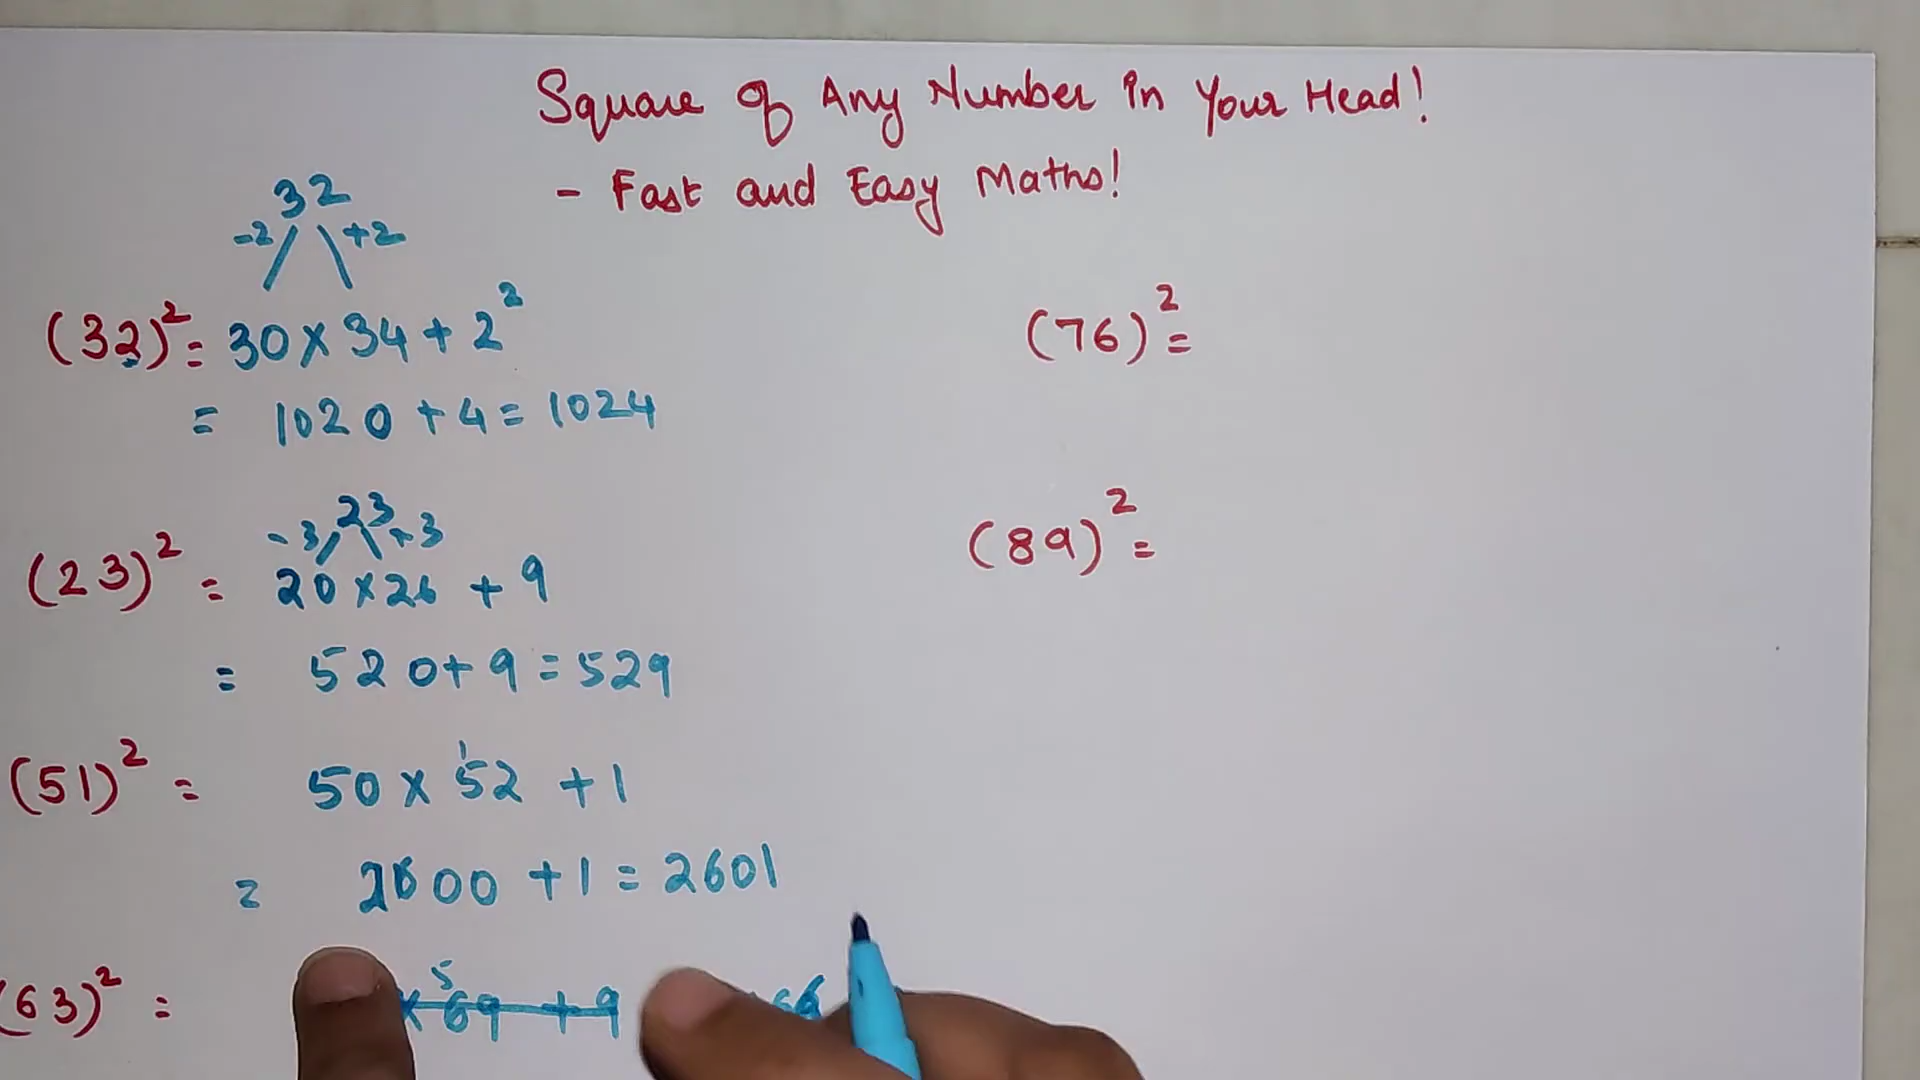 Square of Any Number in Your Head!
- Fast and Easy Maths!
32
-2 +2
(32)² = 30 × 34 + 2²
= 1020 + 4 = 1024
23
-3 +3
(23)² = 20 × 26 + 9
= 520 + 9 = 529
(51)² = 50 × 52 + 1
= 2600 + 1 = 2601
(63)² = × 69 + 9
(76)² =
(89)² =